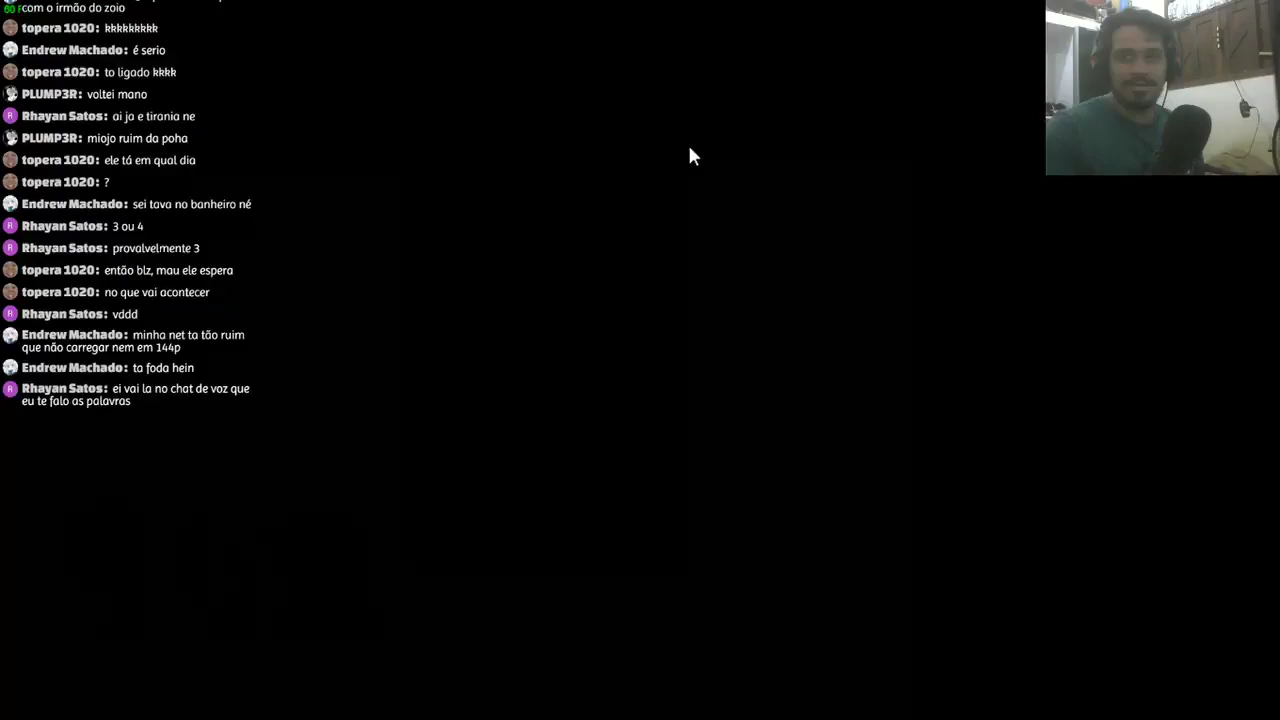 com o irmão do zoio
topera 1020: kkkkkkkkk
Endrew Machado: é serio
topera 1020: to ligado kkkk
PLUMP3R: voltei mano
Rhayan Satos: ai ja e tirania ne
PLUMP3R: miojo ruim da poha
topera 1020: ele tá em qual dia
topera 1020: ?
Endrew Machado: sei tava no banheiro né
Rhayan Satos: 3 ou 4
Rhayan Satos: provalvelmente 3
topera 1020: então blz, mau ele espera
topera 1020: no que vai acontecer
Rhayan Satos: vddd
Endrew Machado: minha net ta tão ruim
que não carregar nem em 144p
Endrew Machado: ta foda hein
Rhayan Satos: ei vai la no chat de voz que
eu te falo as palavras